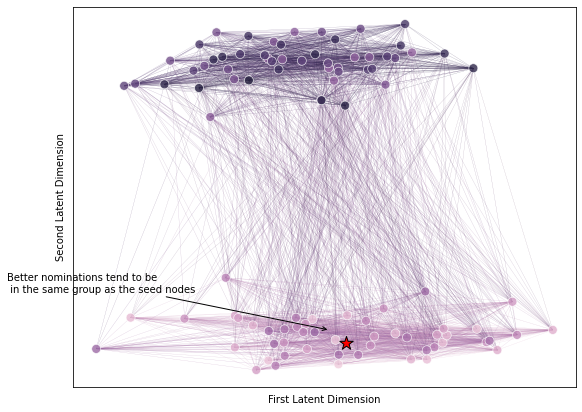 Second Latent Dimension
Better nominations tend to be
in the same group as the seed nodes
First Latent Dimension